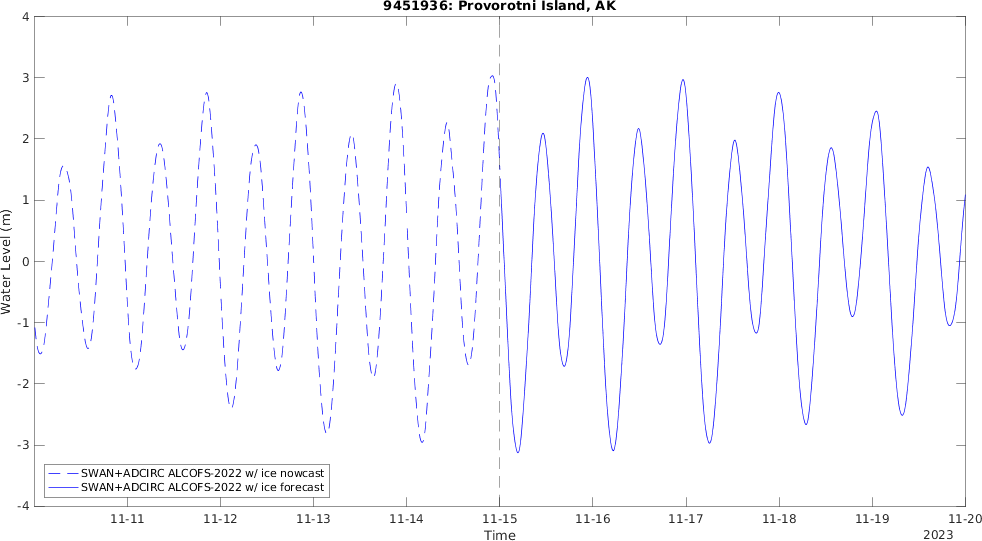 9451936: Provorotni Island, AK
Water Level (m)
4
3
2
1
0
-1
-2
-3
-4
SWAN+ADCIRC ALCOFS-2022 w/ ice nowcast
SWAN+ADCIRC ALCOFS-2022 w/ ice forecast
11-11 11-12 11-13 11-14 11-15 11-16 11-17 11-18 11-19 11-20
Time
2023